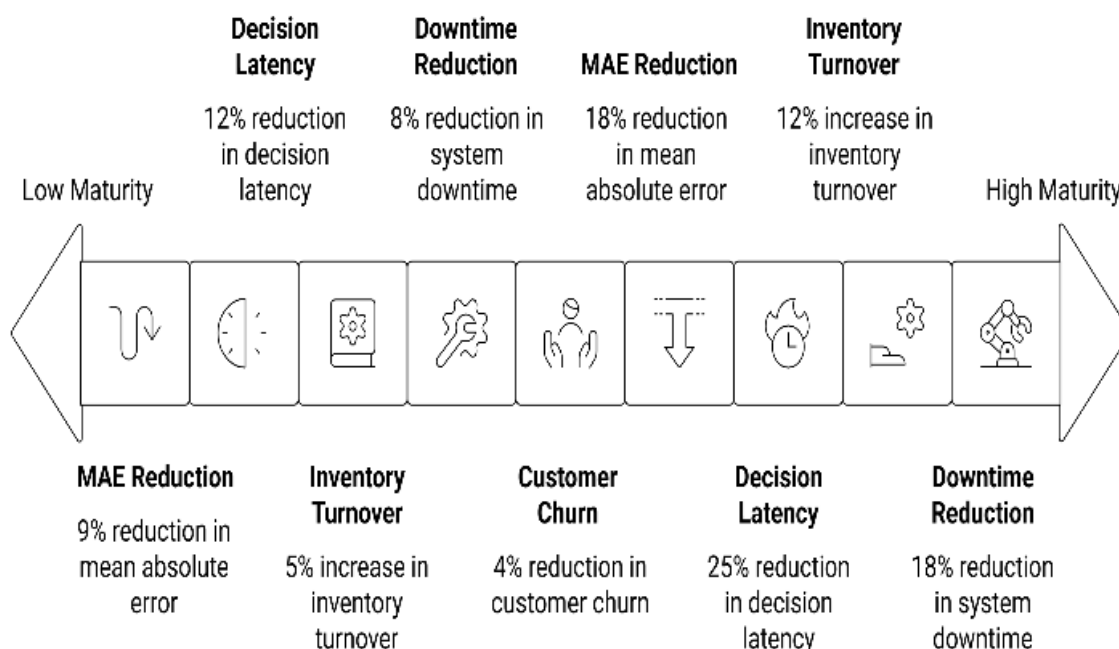 Decision
Latency
12% reduction
in decision
latency
Downtime
Reduction
8% reduction in
system
downtime
MAE Reduction
18% reduction
in mean
absolute error
Inventory
Turnover
12% increase in
inventory
turnover
Low Maturity
High Maturity
MAE Reduction
9% reduction in
mean absolute
error
Inventory
Turnover
5% increase in
inventory
turnover
Customer
Churn
4% reduction in
customer churn
Decision
Latency
25% reduction
in decision
latency
Downtime
Reduction
18% reduction
in system
downtime